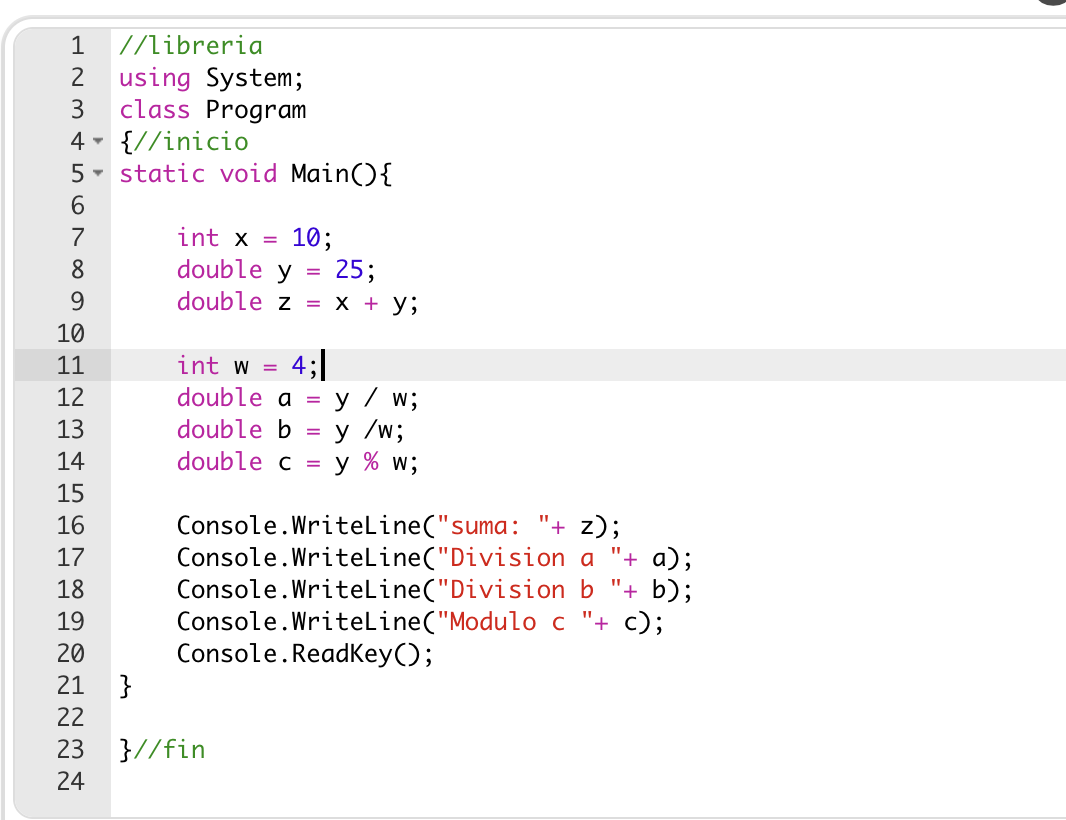 1 //libreria
2 using System;
3 class Program
4 {//inicio
5 static void Main(){
6
7     int x = 10;
8     double y = 25;
9     double z = x + y;
10
11     int w = 4;
12     double a = y / w;
13     double b = y /w;
14     double c = y % w;
15
16     Console.WriteLine("suma: "+ z);
17     Console.WriteLine("Division a "+ a);
18     Console.WriteLine("Division b "+ b);
19     Console.WriteLine("Modulo c "+ c);
20     Console.ReadKey();
21 }
22
23 }//fin
24